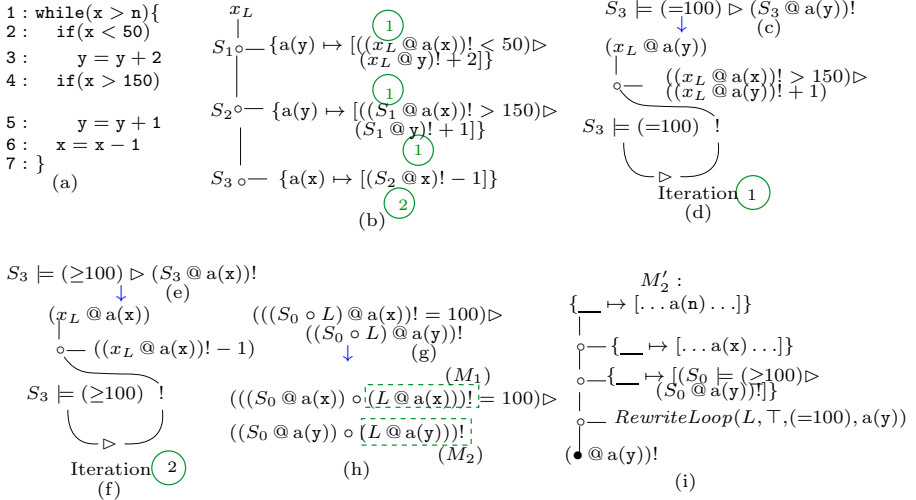 1 : while(x > n){
2 : if(x < 50)
3 : y = y + 2
4 : if(x > 150)
5 : y = y + 1
6 : x = x − 1
7 : }
(a)
x_L
1
S_1 {a(y) ↦ [((x_L @ a(x))! < 50)▷
(x_L @ y)! + 2]}
1
S_2 {a(y) ↦ [((S_1 @ a(x))! > 150)▷
(S_1 @ y)! + 1]}
1
S_3 {a(x) ↦ [(S_2 @ x)! − 1]}
2
(b)
S_3 ⊨ (=100) ▷ (S_3 @ a(y))!
↓ (c)
(x_L @ a(y))
((x_L @ a(x))! > 150)▷
((x_L @ a(y))! + 1)
S_3 ⊨ (=100) !
▷
Iteration 1
(d)
S_3 ⊨ (≥100) ▷ (S_3 @ a(x))!
↓ (e)
(x_L @ a(x))
((x_L @ a(x))! − 1)
S_3 ⊨ (≥100) !
▷
Iteration 2
(f)
(((S_0 ∘ L) @ a(x))! = 100)▷
((S_0 ∘ L) @ a(y))!
↓ (g)
(M_1)
(((S_0 @ a(x)) ∘ (L @ a(x)))! = 100)▷
((S_0 @ a(y)) ∘ (L @ a(y)))!
(M_2)
(h)
M′_2 :
{__ ↦ [… a(n) …]}
{__ ↦ [… a(x) …]}
{__ ↦ [(S_0 ⊨ (≥100)▷
(S_0 @ a(y))!]}
RewriteLoop(L, ⊤, (=100), a(y))
(● @ a(y))!
(i)